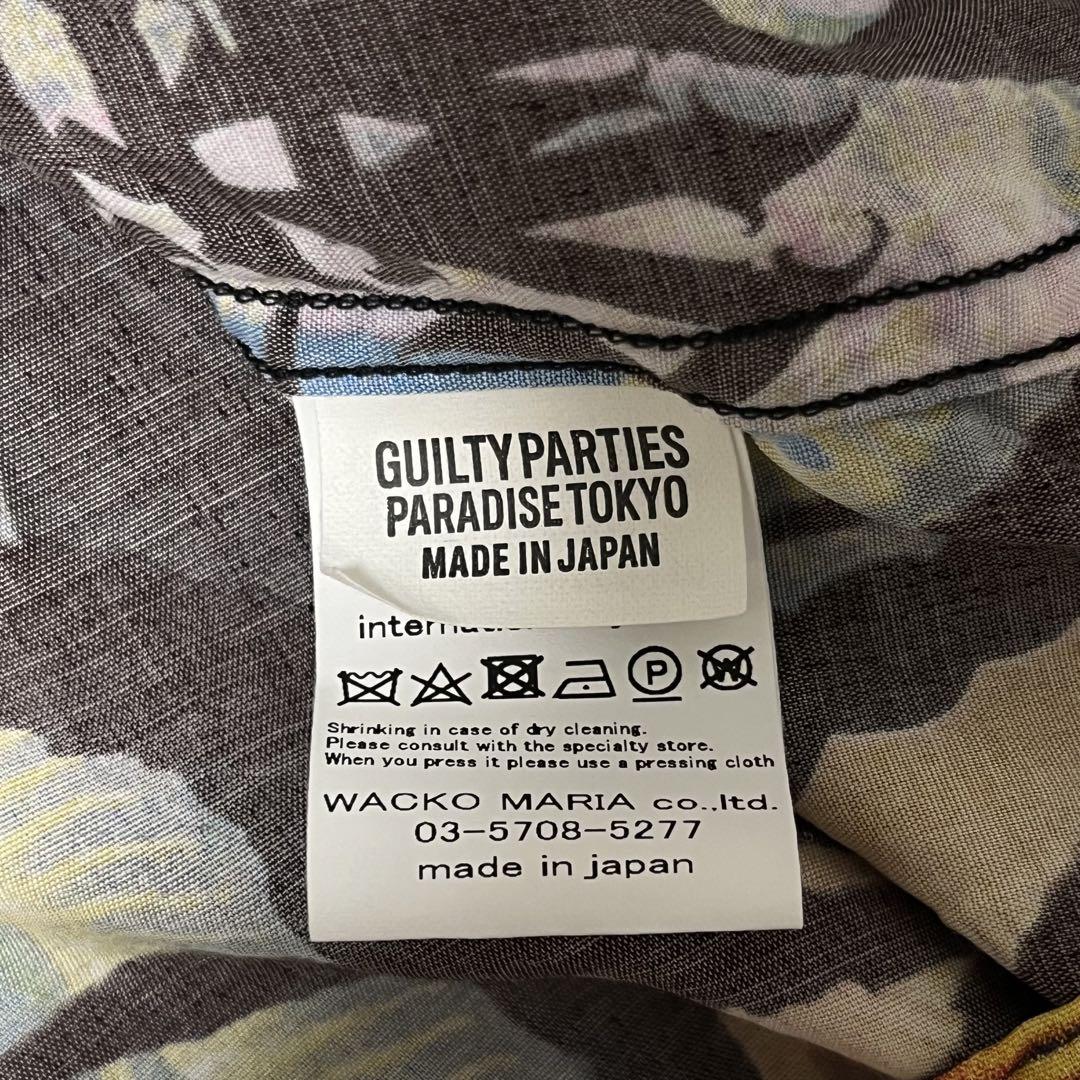 GUILTY PARTIES
PARADISE TOKYO
MADE IN JAPAN
P
W
Shrinking in case of dry cleaning.
Please consult with the specialty store.
When you press it please use a pressing cloth
WACKO MARIA co.,ltd.
03-5708-5277
made in japan